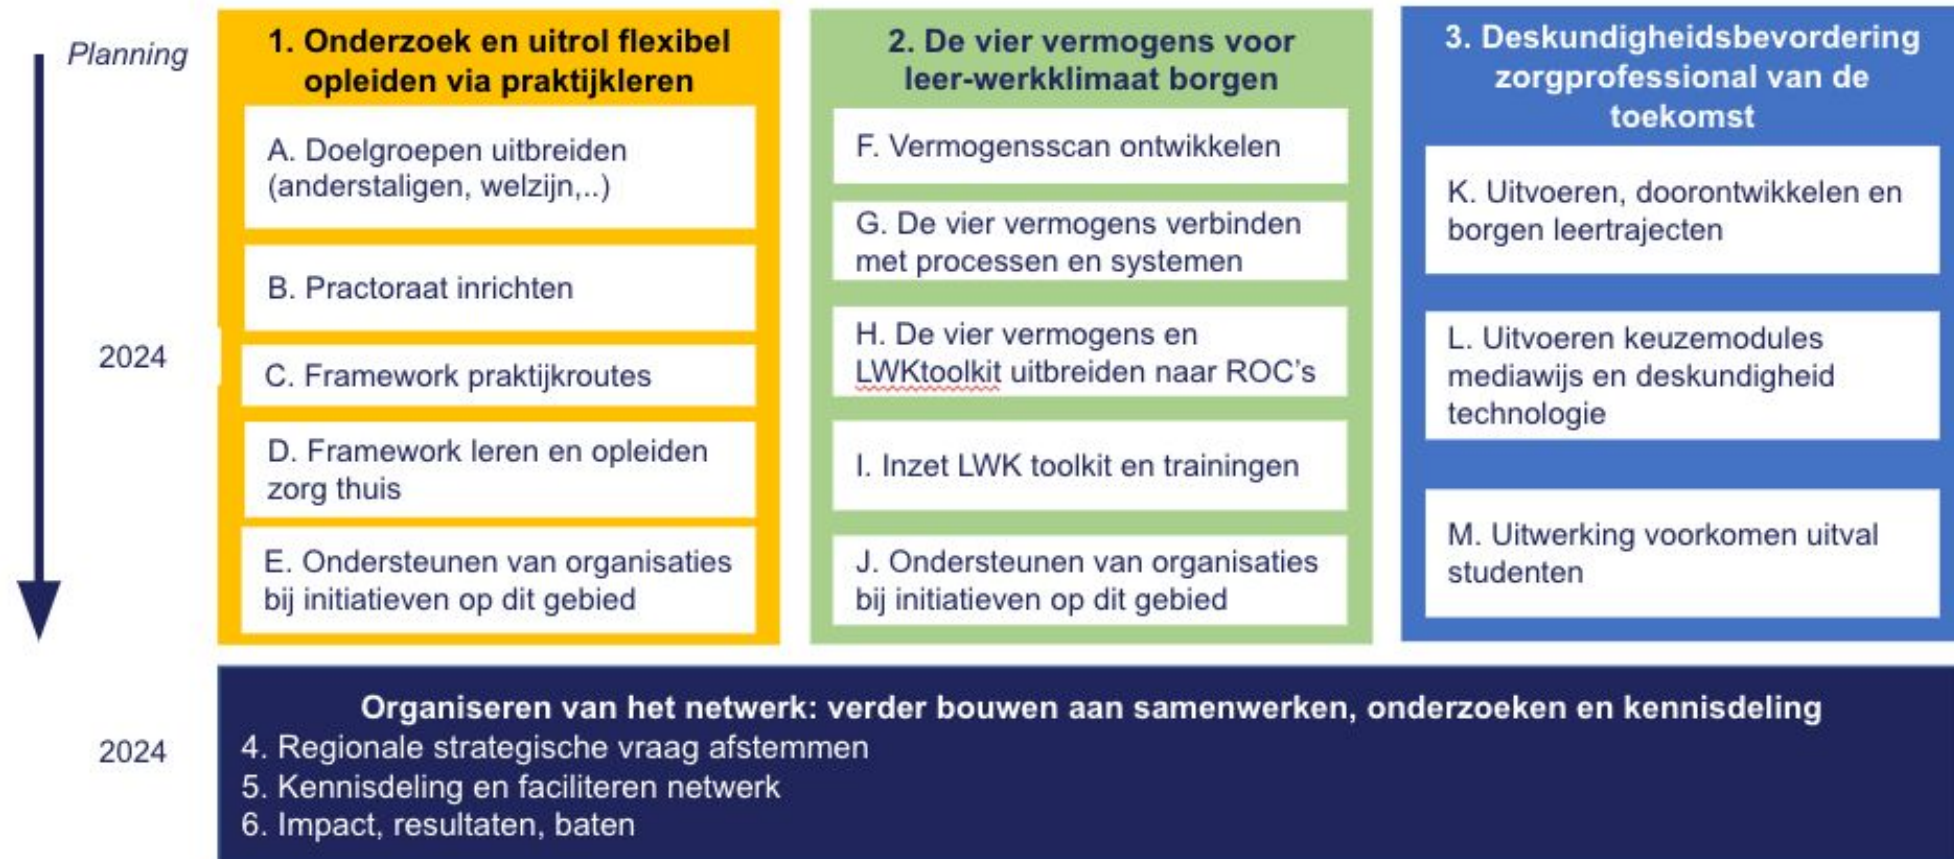 Planning
2024
1. Onderzoek en uitrol flexibel
opleiden via praktijkleren
A. Doelgroepen uitbreiden
(anderstaligen, welzijn,..)
B. Practoraat inrichten
C. Framework praktijkroutes
D. Framework leren en opleiden
zorg thuis
E. Ondersteunen van organisaties
bij initiatieven op dit gebied
2. De vier vermogens voor
leer-werkklimaat borgen
F. Vermogensscan ontwikkelen
G. De vier vermogens verbinden
met processen en systemen
H. De vier vermogens en
LWKtoolkit uitbreiden naar ROC's
I. Inzet LWK toolkit en trainingen
J. Ondersteunen van organisaties
bij initiatieven op dit gebied
3. Deskundigheidsbevordering
zorgprofessional van de
toekomst
K. Uitvoeren, doorontwikkelen en
borgen leertrajecten
L. Uitvoeren keuzemodules
mediawijs en deskundigheid
technologie
M. Uitwerking voorkomen uitval
studenten
2024
Organiseren van het netwerk: verder bouwen aan samenwerken, onderzoeken en kennisdeling
4. Regionale strategische vraag afstemmen
5. Kennisdeling en faciliteren netwerk
6. Impact, resultaten, baten